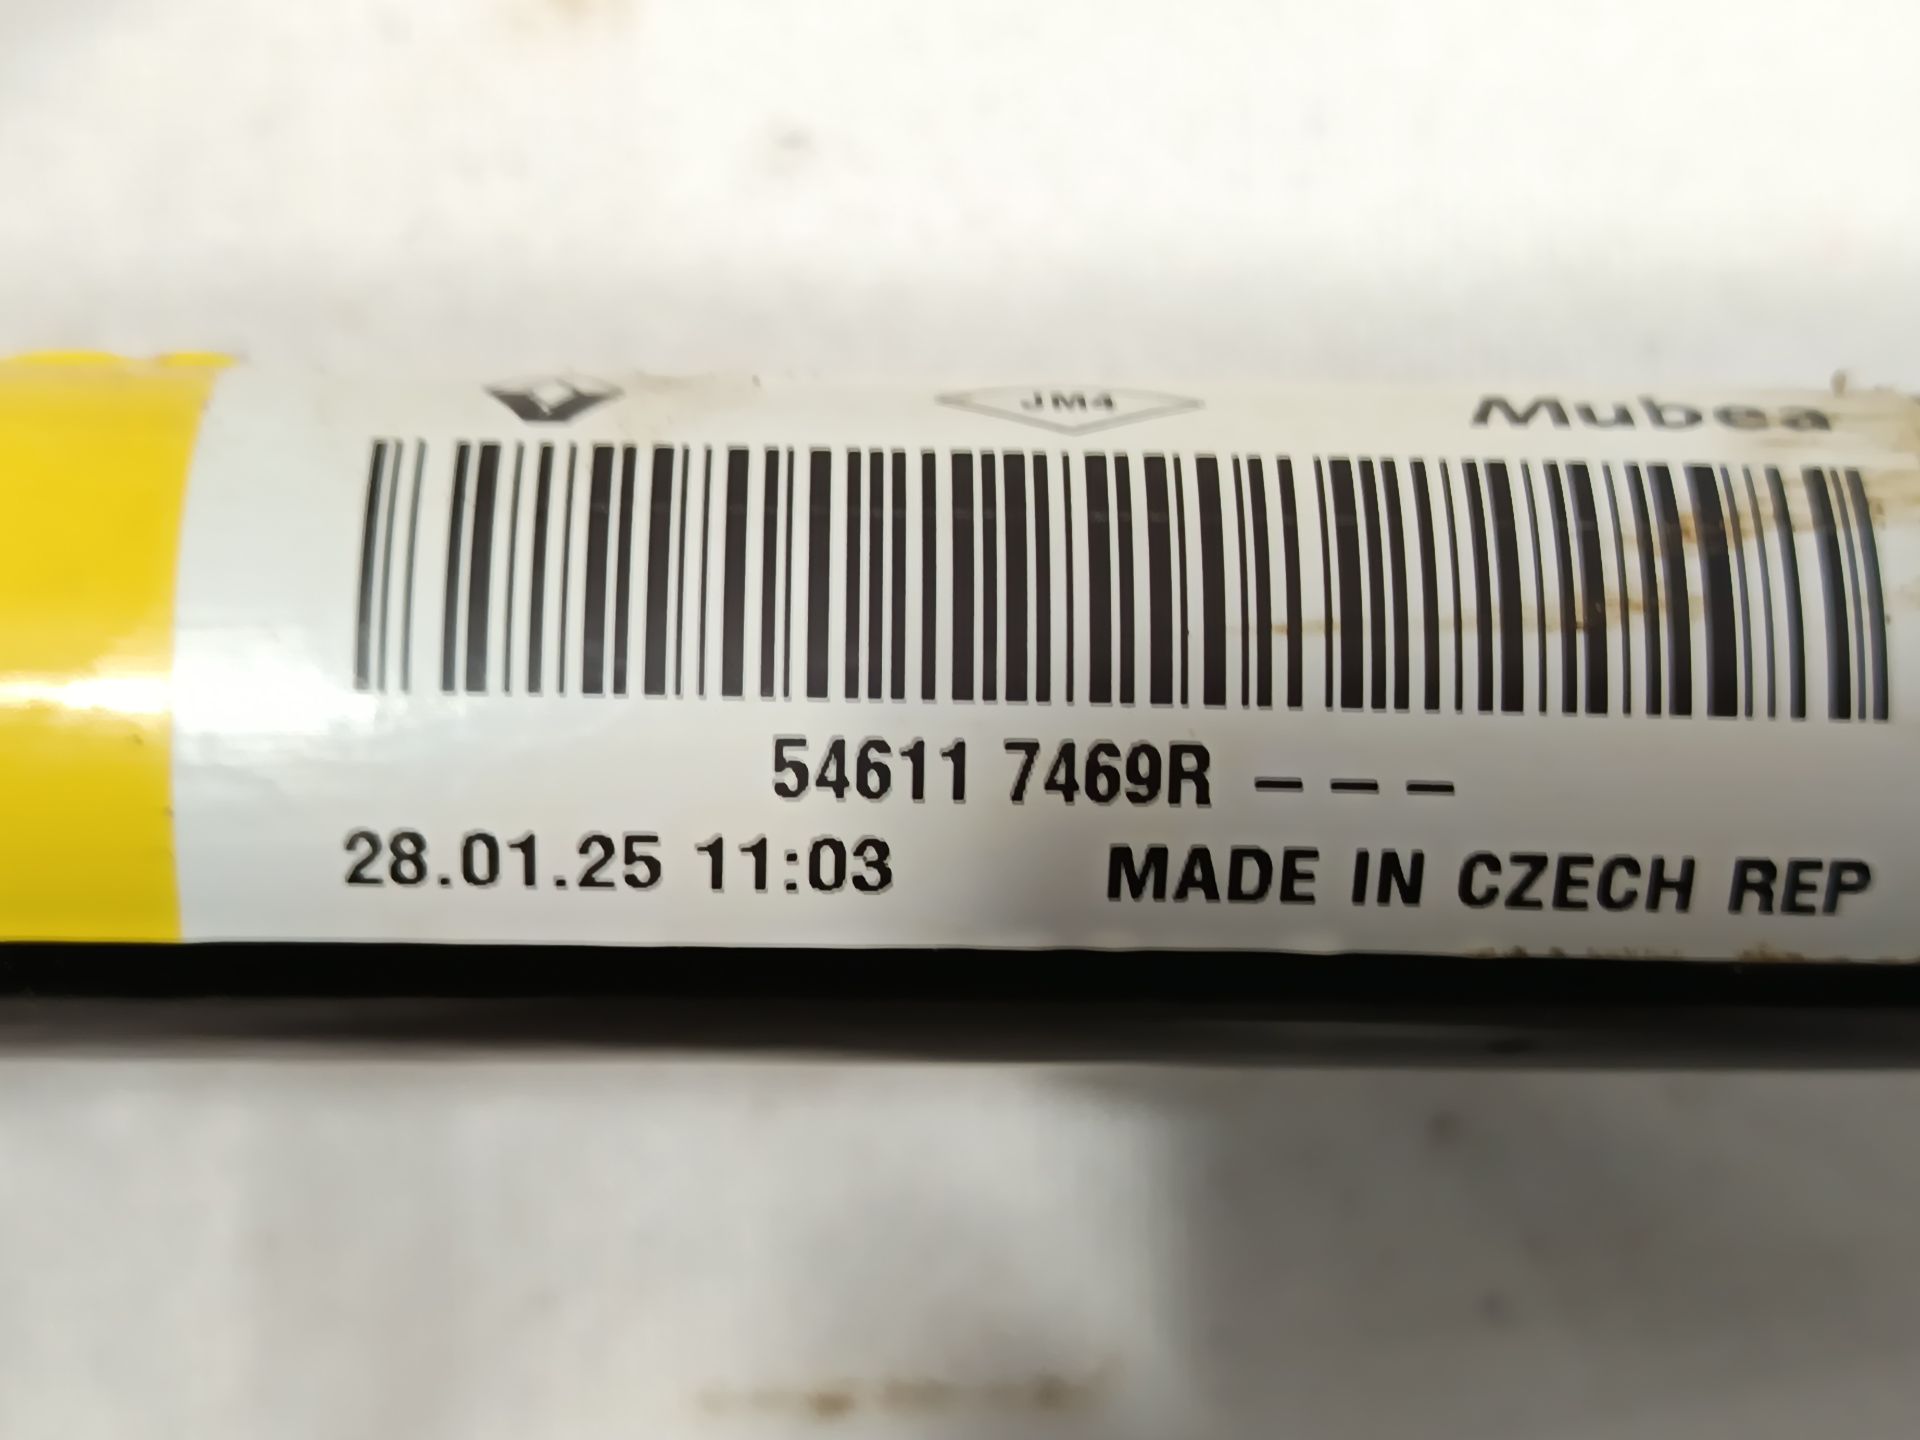 JM4 Mubea
54611 7469R – – –
28.01.25 11:03 MADE IN CZECH REP